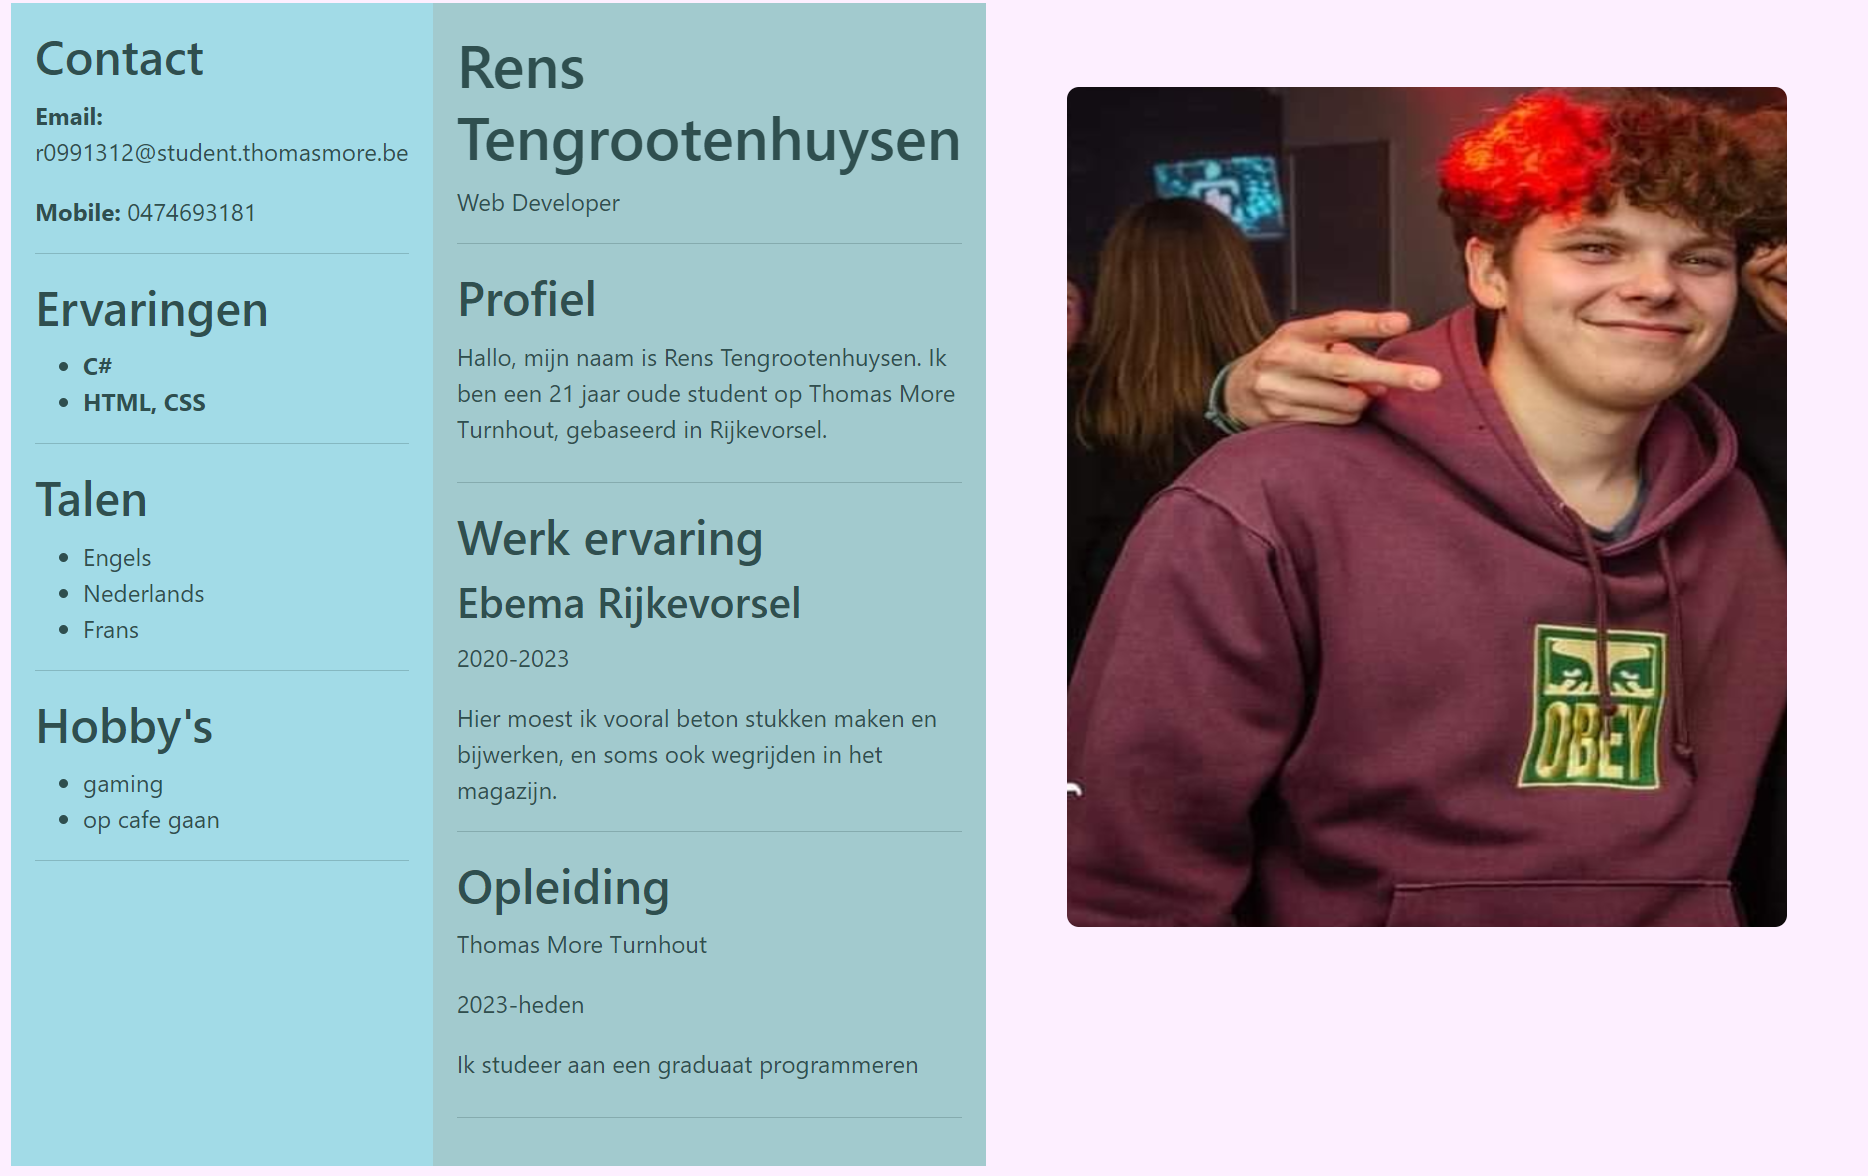 Contact
Email:
r0991312@student.thomasmore.be
Mobile: 0474693181
Ervaringen
C#
HTML, CSS
Talen
Engels
Nederlands
Frans
Hobby's
gaming
op cafe gaan
Rens
Tengrootenhuysen
Web Developer
Profiel
Hallo, mijn naam is Rens Tengrootenhuysen. Ik
ben een 21 jaar oude student op Thomas More
Turnhout, gebaseerd in Rijkevorsel.
Werk ervaring
Ebema Rijkevorsel
2020-2023
Hier moest ik vooral beton stukken maken en
bijwerken, en soms ook wegrijden in het
magazijn.
Opleiding
Thomas More Turnhout
2023-heden
Ik studeer aan een graduaat programmeren
OBEY